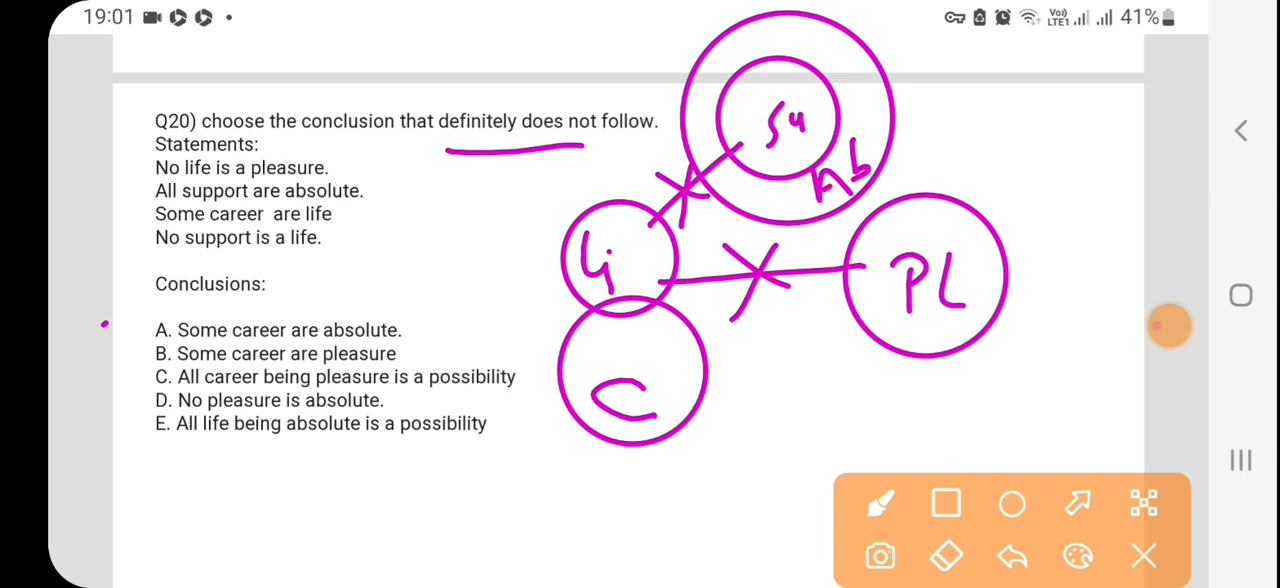 19:01
Vo)) LTE1 41%
Q20) choose the conclusion that definitely does not follow.
Statements:
No life is a pleasure.
All support are absolute.
Some career are life
No support is a life.
Conclusions:
A. Some career are absolute.
B. Some career are pleasure
C. All career being pleasure is a possibility
D. No pleasure is absolute.
E. All life being absolute is a possibility
Su
Ab
Li
PL
C